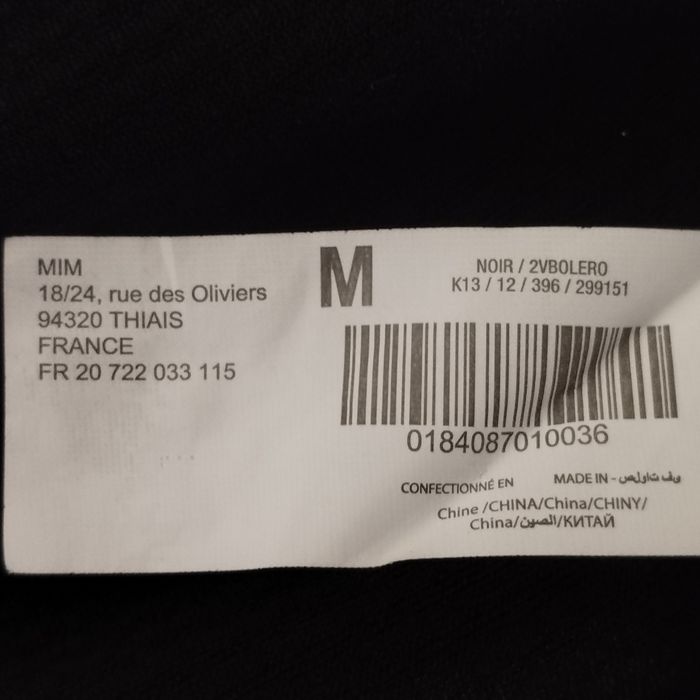 MIM
18/24, rue des Oliviers
94320 THIAIS
FRANCE
FR 20 722 033 115
M
NOIR / 2VBOLERO
K13 / 12 / 396 / 299151
0184087010036
CONFECTIONNÉ EN
MADE IN -
Chine /CHINA/China/CHINY/
China/الصين/КИТАЙ